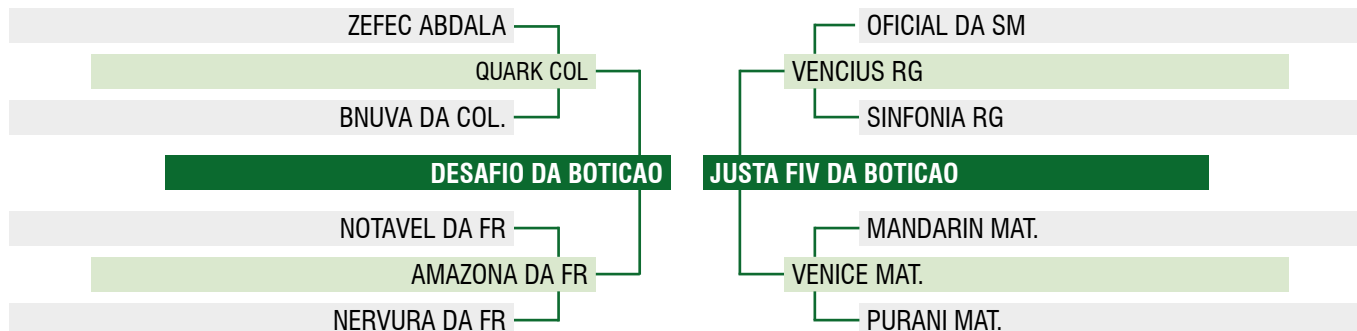 ZEFEC ABDALA
QUARK COL
BNUVA DA COL.
DESAFIO DA BOTICAO
NOTAVEL DA FR
AMAZONA DA FR
NERVURA DA FR
OFICIAL DA SM
VENCIUS RG
SINFONIA RG
JUSTA FIV DA BOTICAO
MANDARIN MAT.
VENICE MAT.
PURANI MAT.